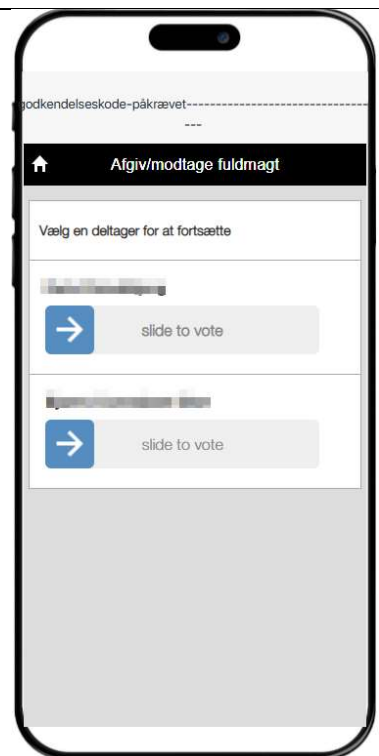 godkendelseskode-påkrævet--------------------------------
---
Afgiv/modtage fuldmagt
Vælg en deltager for at fortsætte
slide to vote
slide to vote